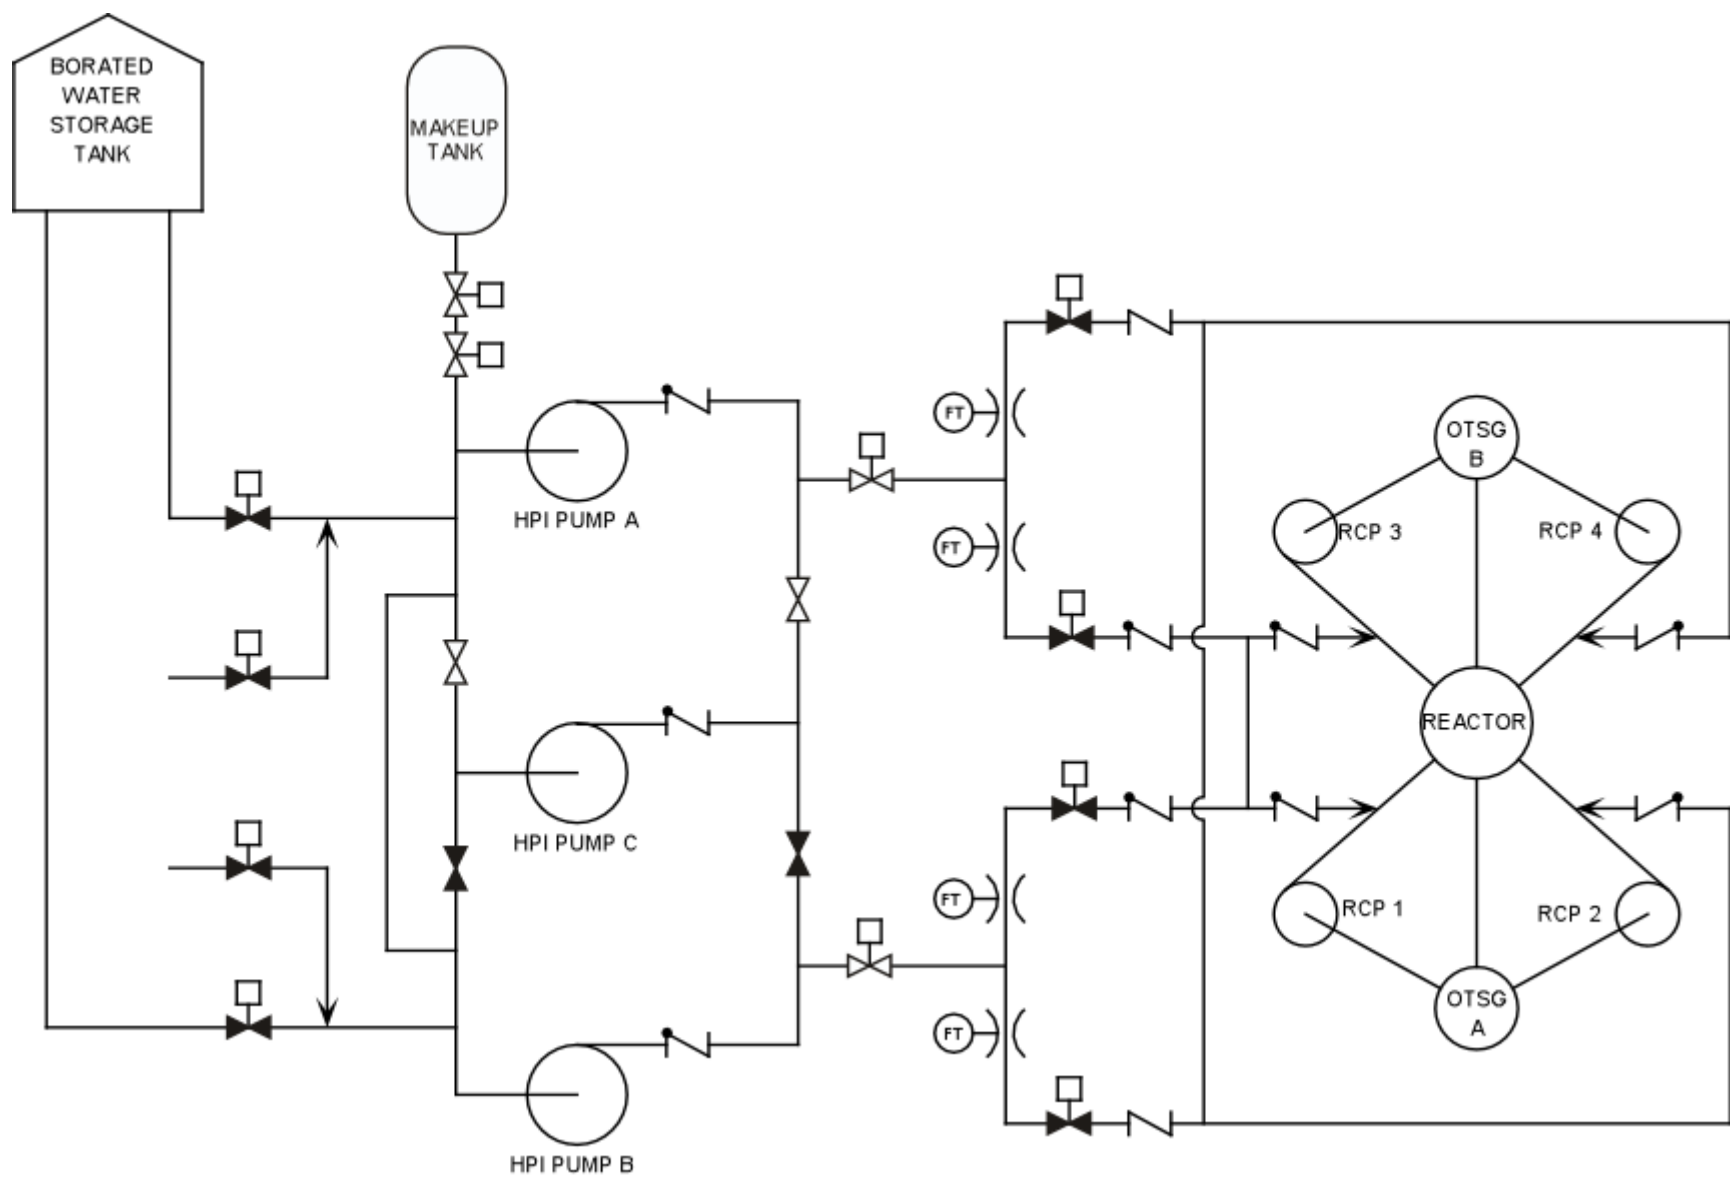 BORATED
WATER
STORAGE
TANK
MAKEUP
TANK
HPI PUMP A
HPI PUMP C
HPI PUMP B
FT
FT
FT
FT
OTSG
B
RCP 3
RCP 4
REACTOR
RCP 1
RCP 2
OTSG
A